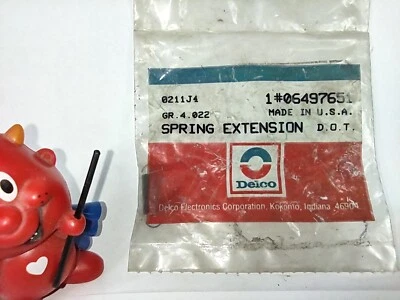 0211J4 1#06497651
GR.4.022 MADE IN U.S.A.
SPRING EXTENSION D.O.T.
Delco
Delco Electronics Corporation, Kokomo, Indiana 46904